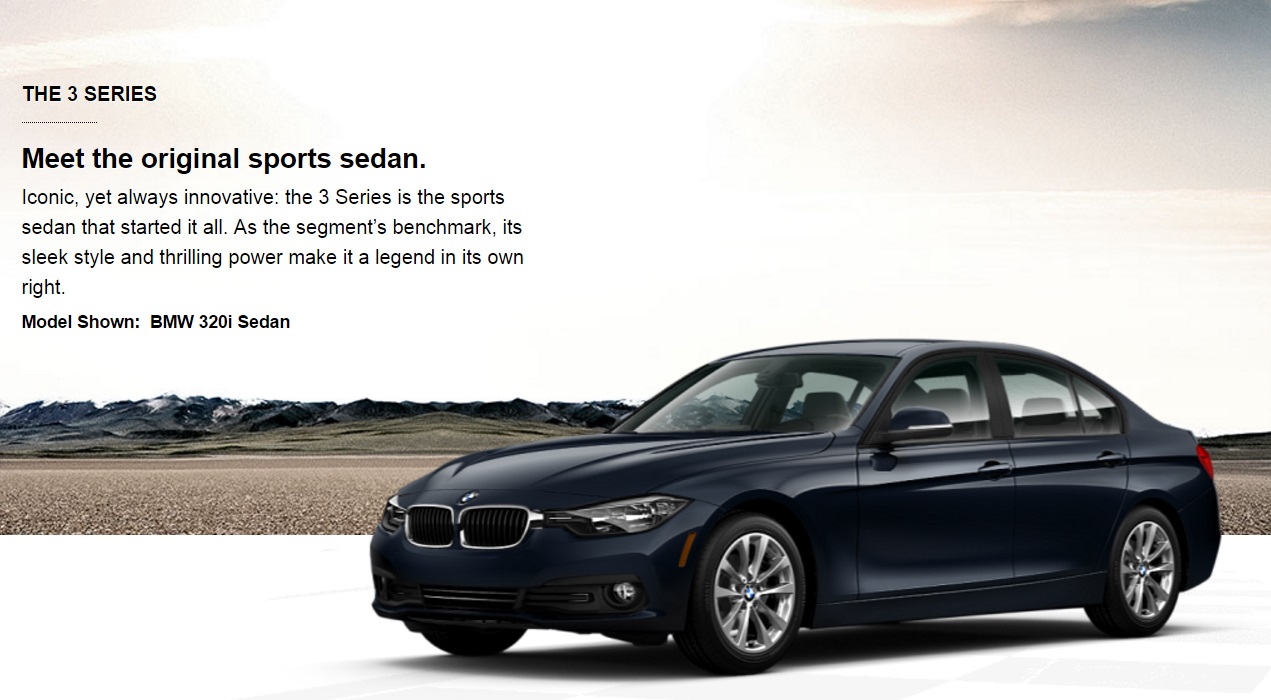 THE 3 SERIES
Meet the original sports sedan.
Iconic, yet always innovative: the 3 Series is the sports
sedan that started it all. As the segment’s benchmark, its
sleek style and thrilling power make it a legend in its own
right.
Model Shown:  BMW 320i Sedan